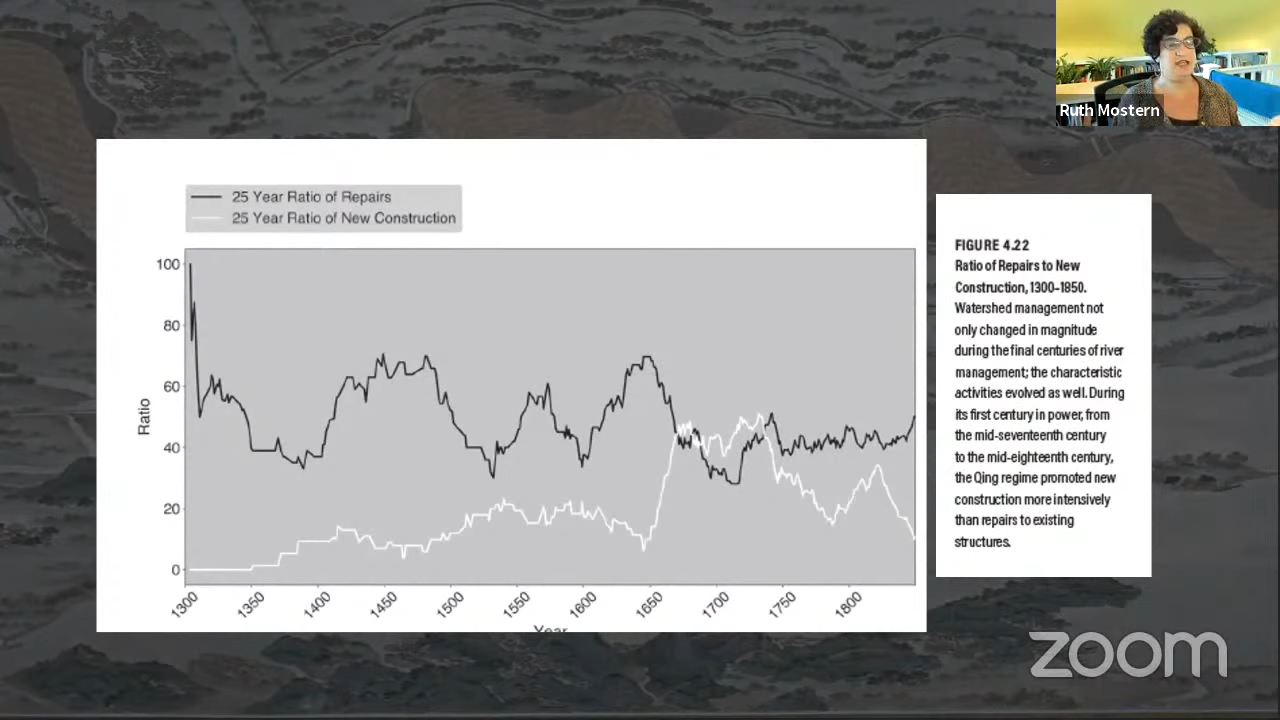 Ruth Mostern
25 Year Ratio of Repairs
25 Year Ratio of New Construction
100
80
60
40
20
0
Ratio
1300
1350
1400
1450
1500
1550
1600
1650
1700
1750
1800
Year
FIGURE 4.22
Ratio of Repairs to New
Construction, 1300–1850.
Watershed management not
only changed in magnitude
during the final centuries of river
management; the characteristic
activities evolved as well. During
its first century in power, from
the mid-seventeenth century
to the mid-eighteenth century,
the Qing regime promoted new
construction more intensively
than repairs to existing
structures.
zoom